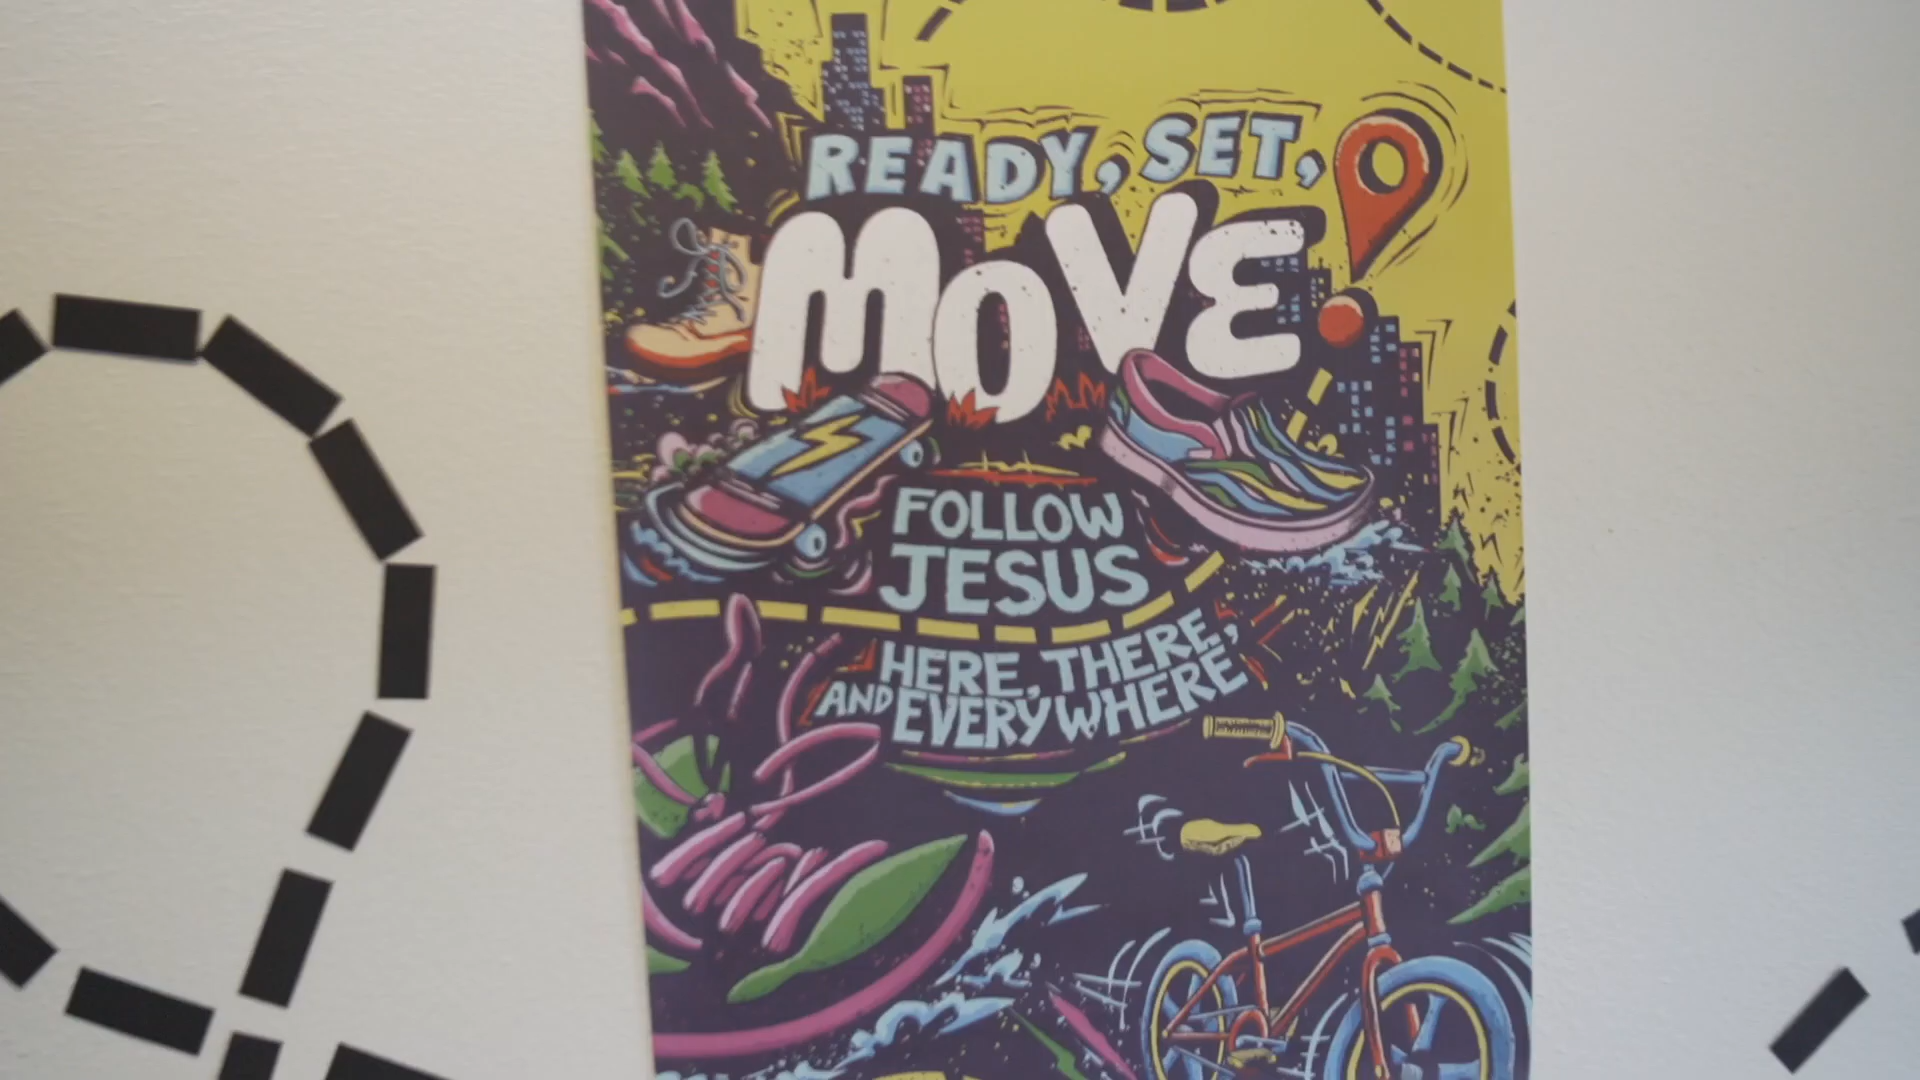 READY, SET,
MOVE!
FOLLOW
JESUS
HERE, THERE,
AND EVERYWHERE